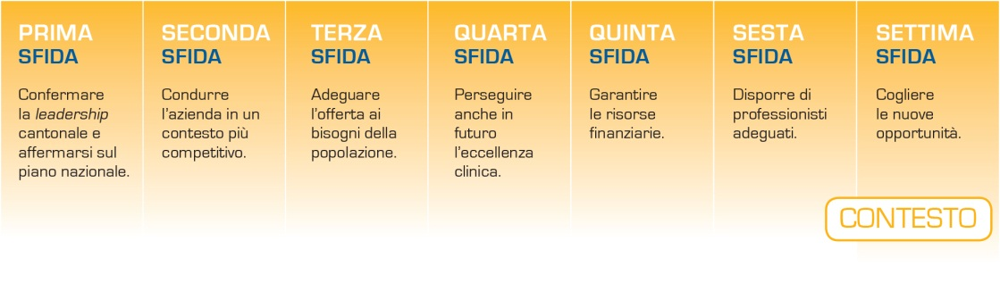 PRIMA
SFIDA
Confermare
la leadership
cantonale e
affermarsi sul
piano nazionale.
SECONDA
SFIDA
Condurre
l'azienda in un
contesto più
competitivo.
TERZA
SFIDA
Adeguare
l'offerta ai
bisogni della
popolazione.
QUARTA
SFIDA
Perseguire
anche in
futuro
l'eccellenza
clinica.
QUINTA
SFIDA
Garantire
le risorse
finanziarie.
SESTA
SFIDA
Disporre di
professionisti
adeguati.
SETTIMA
SFIDA
Cogliere
le nuove
opportunità.
CONTESTO